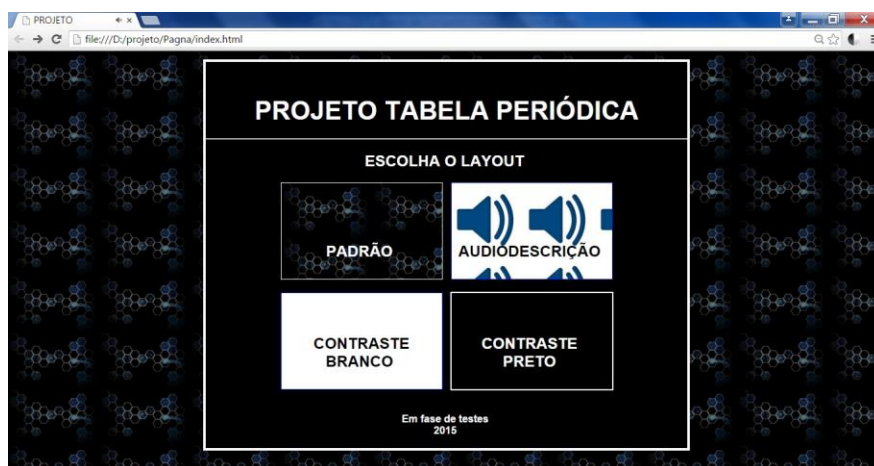 PROJETO
file:///D:/projeto/Pagna/index.html
PROJETO TABELA PERIÓDICA
ESCOLHA O LAYOUT
PADRÃO
AUDIODESCRIÇÃO
CONTRASTE
BRANCO
CONTRASTE
PRETO
Em fase de testes
2015